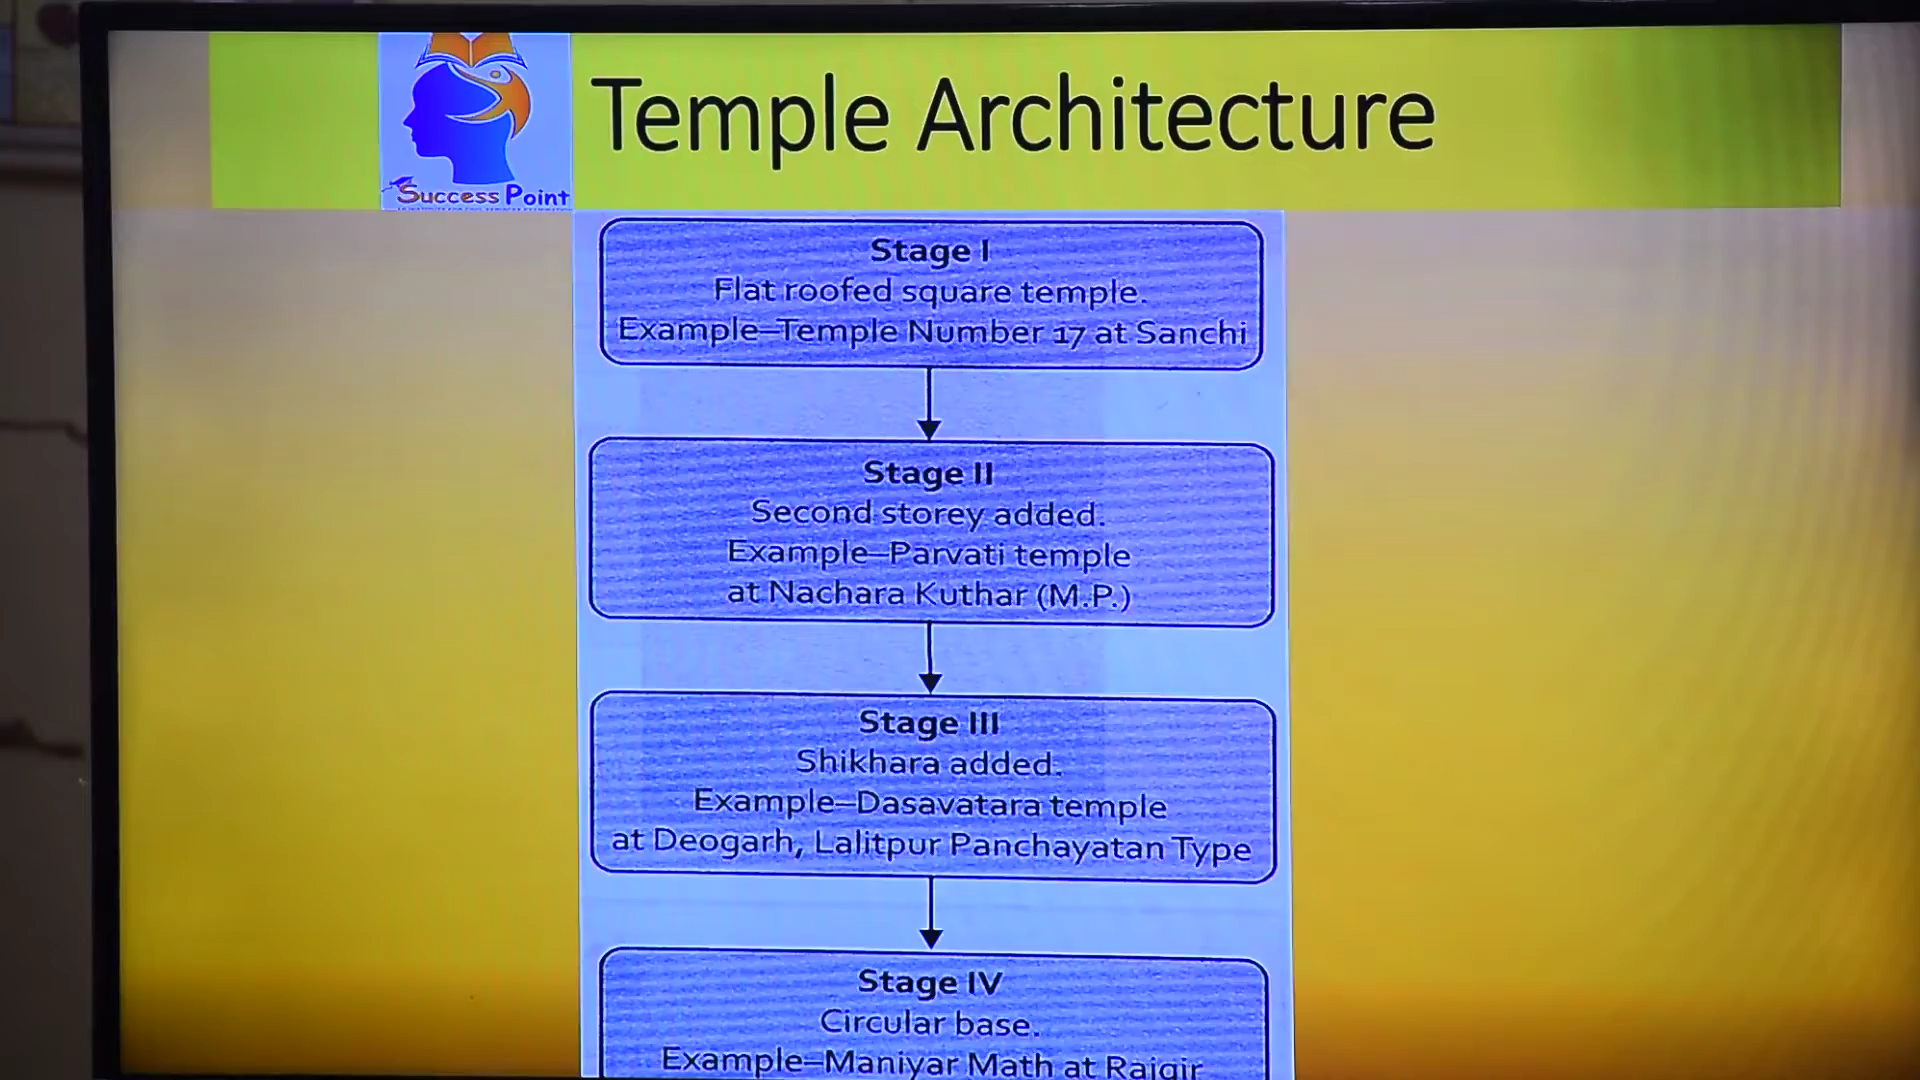 Success Point
Temple Architecture
Stage I
Flat roofed square temple.
Example–Temple Number 17 at Sanchi
Stage II
Second storey added.
Example–Parvati temple
at Nachara Kuthar (M.P.)
Stage III
Shikhara added.
Example–Dasavatara temple
at Deogarh, Lalitpur Panchayatan Type
Stage IV
Circular base.
Example–Maniyar Math at Rajgir